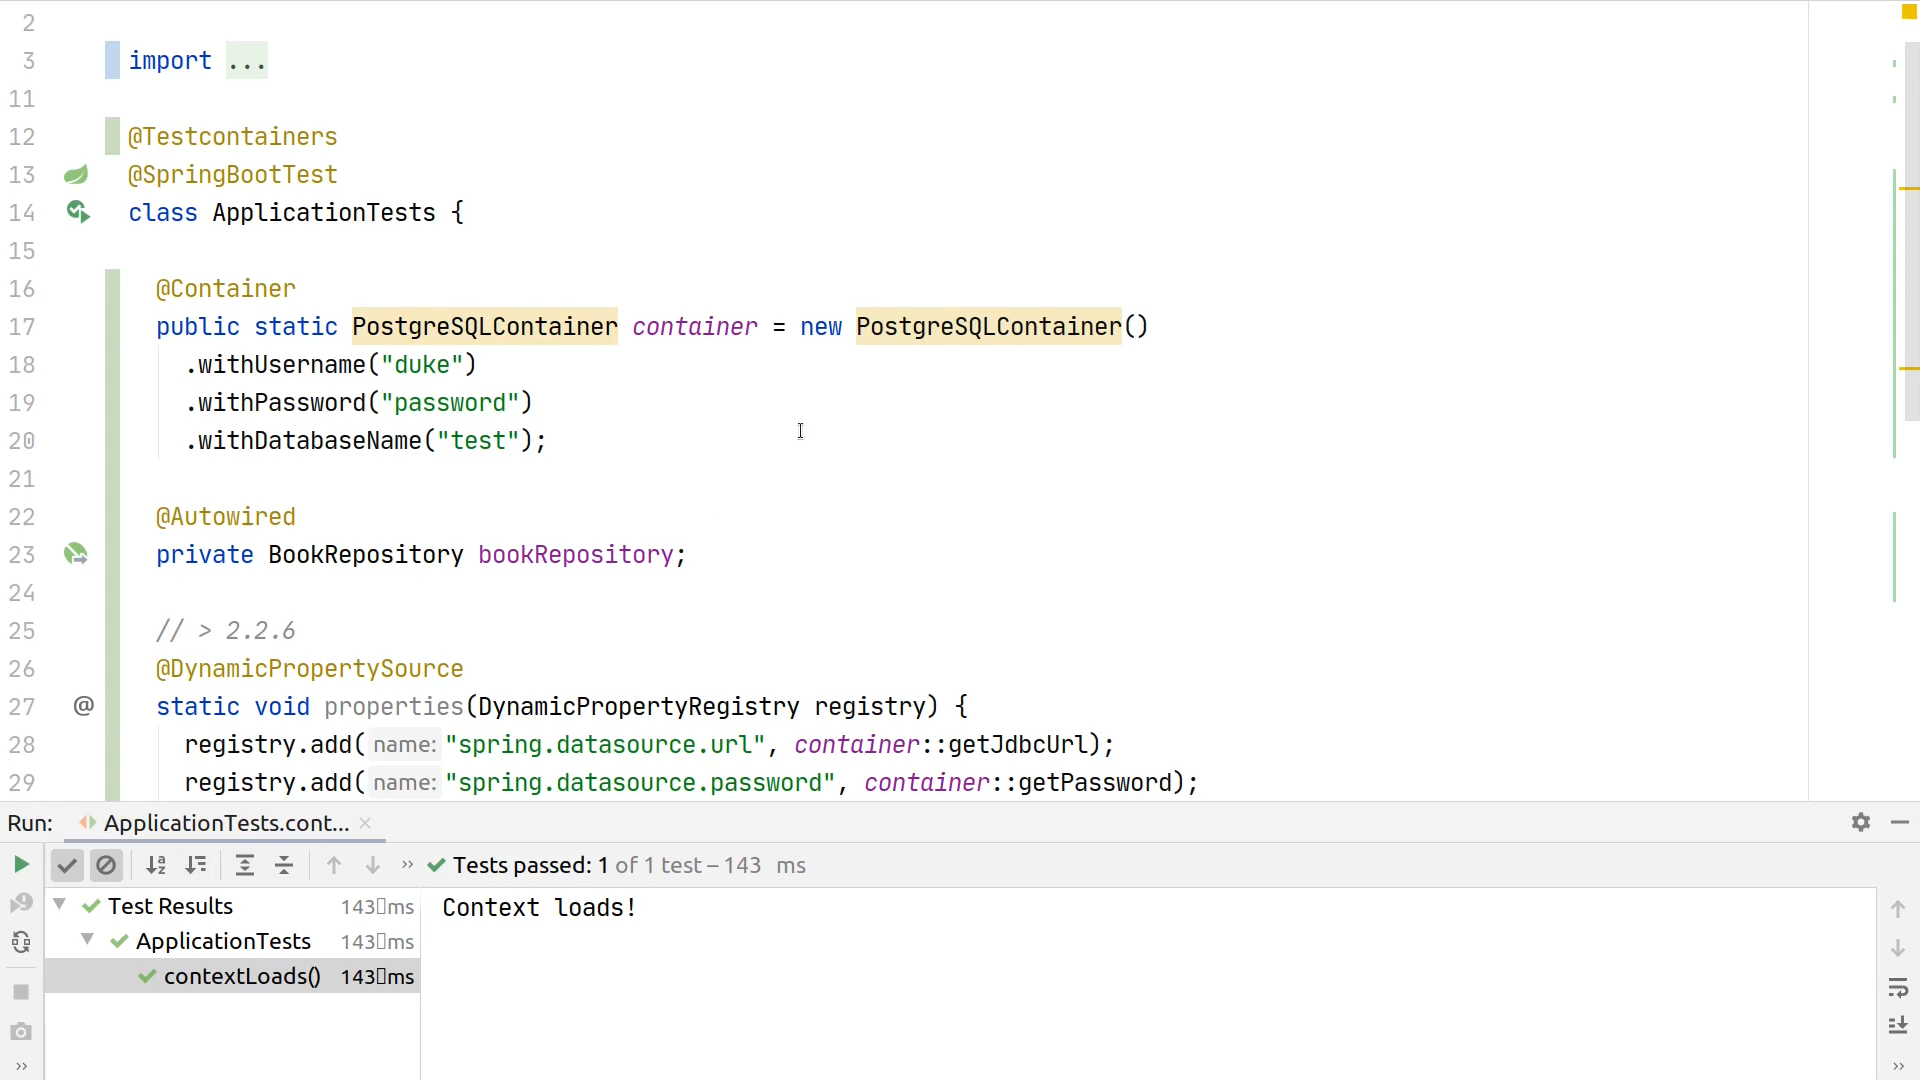 2
3 import ...
11
12 @Testcontainers
13 @SpringBootTest
14 class ApplicationTests {
15
16 @Container
17 public static PostgreSQLContainer container = new PostgreSQLContainer()
18 .withUsername("duke")
19 .withPassword("password")
20 .withDatabaseName("test");
21
22 @Autowired
23 private BookRepository bookRepository;
24
25 // > 2.2.6
26 @DynamicPropertySource
27 @ static void properties(DynamicPropertyRegistry registry) {
28 registry.add( name: "spring.datasource.url", container::getJdbcUrl);
29 registry.add( name: "spring.datasource.password", container::getPassword);
Run: ApplicationTests.cont... ×
>> Tests passed: 1 of 1 test – 143 ms
Test Results 143 ms
ApplicationTests 143 ms
contextLoads() 143 ms
Context loads!